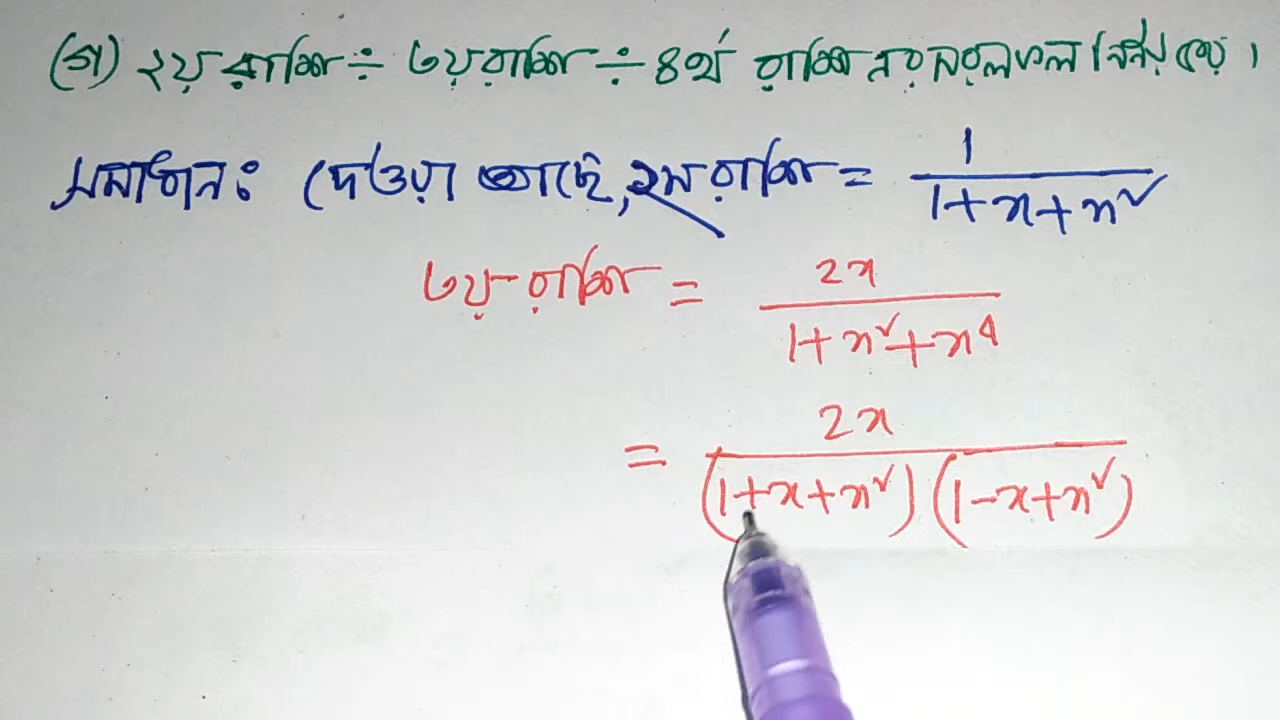 (গ) ২য় রাশি ÷ ৩য় রাশি ÷ ৪র্থ রাশি এর সরলফল নির্ণয় কর।
সমাধানঃ দেওয়া আছে, ২য় রাশি = 1/(1+x+x²)
৩য় রাশি = 2x/(1+x²+x⁴)
= 2x/((1+x+x²)(1-x+x²))